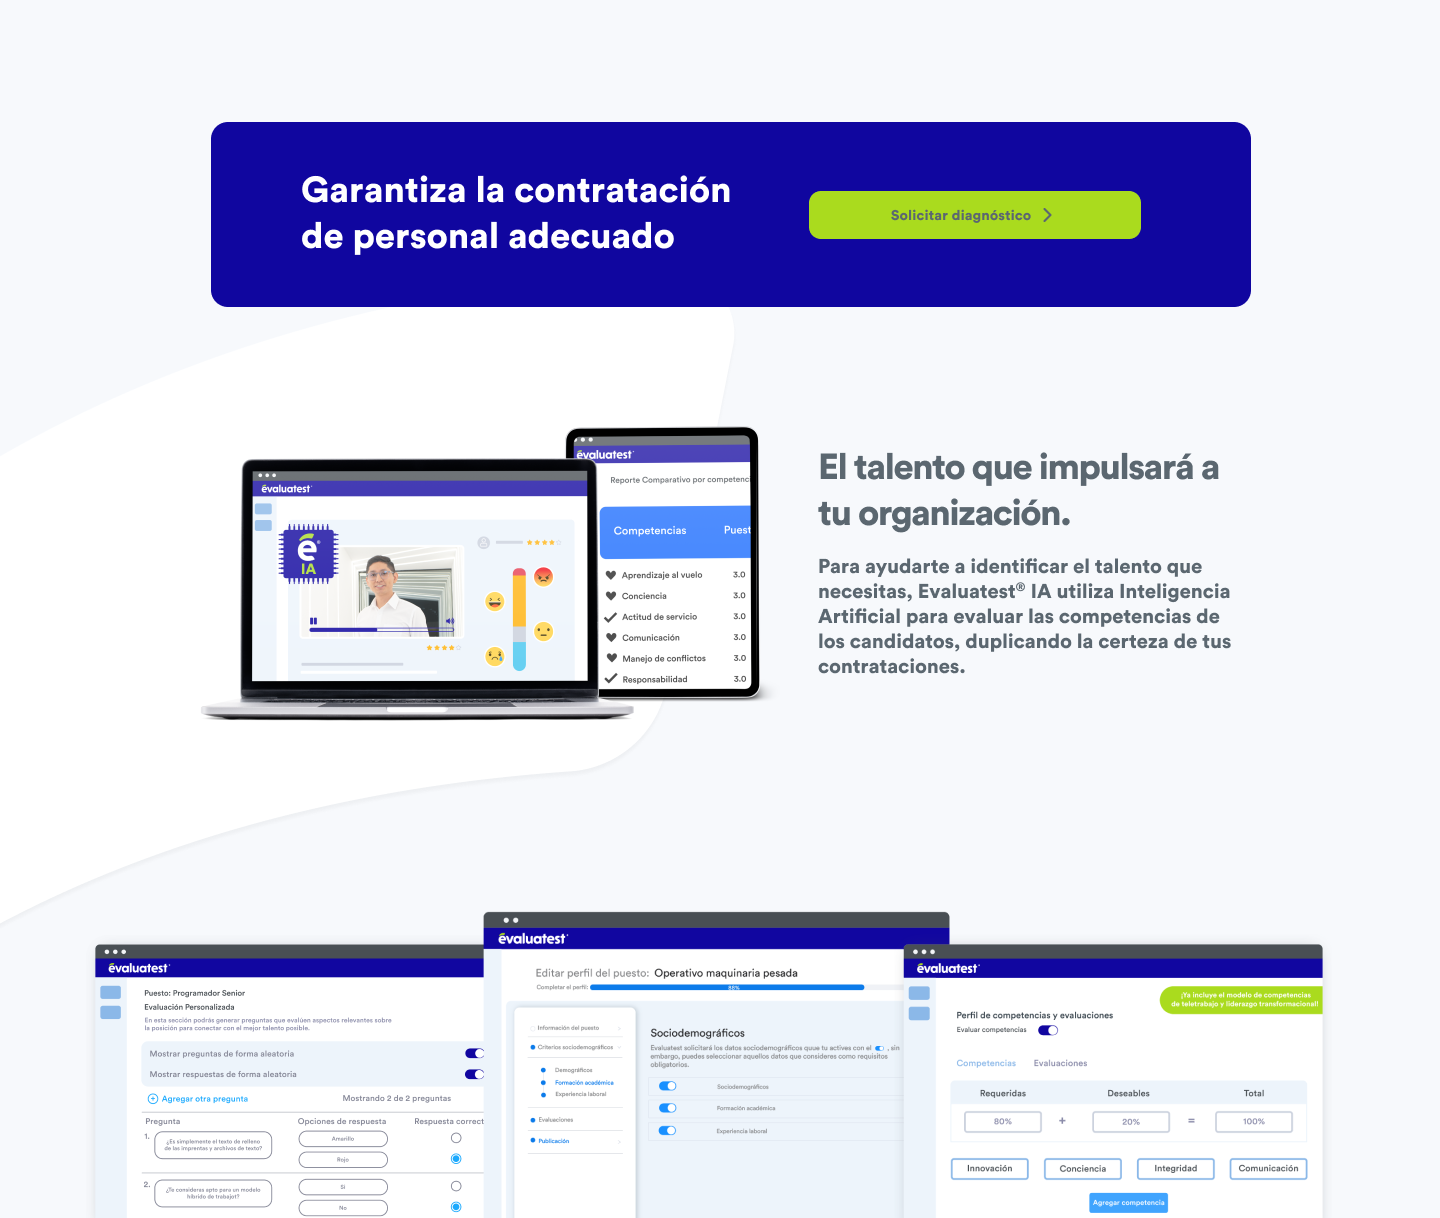 Garantiza la contratación
de personal adecuado
Solicitar diagnóstico
évaluatest
Reporte Comparativo por competenci
Competencias Puest
Aprendizaje al vuelo 3.0
Conciencia 3.0
Actitud de servicio 3.0
Comunicación 3.0
Manejo de conflictos 3.0
Responsabilidad 3.0
évaluatest
é
IA
El talento que impulsará a
tu organización.
Para ayudarte a identificar el talento que
necesitas, Evaluatest® IA utiliza Inteligencia
Artificial para evaluar las competencias de
los candidatos, duplicando la certeza de tus
contrataciones.
évaluatest
Puesto: Programador Senior
Evaluación Personalizada
En esta sección podrás generar preguntas que evalúen aspectos relevantes sobre
la posición para conectar con el mejor talento posible.
Mostrar preguntas de forma aleatoria
Mostrar respuestas de forma aleatoria
Agregar otra pregunta Mostrando 2 de 2 preguntas
Pregunta Opciones de respuesta Respuesta correct
1. ¿Es simplemente el texto de relleno
de las imprentas y archivos de texto?
Amarillo
Rojo
2. ¿Te consideras apto para un modelo
híbrido de trabajot?
Si
No
évaluatest
Editar perfil del puesto: Operativo maquinaria pesada
Completar el perfil: 85%
Información del puesto
Criterios sociodemográficos
Demográficos
Formación académica
Experiencia laboral
Evaluaciones
Publicación
Sociodemográficos
Evaluatest solicitará los datos sociodemográficos quue tu actives con el , sin
embargo, puedes seleccionar aquellos datos que consideres como requisitos
obligatorios.
Sociodemográficos
Formación académica
Experiencia laboral
évaluatest
¡Ya incluye el modelo de competencias
de teletrabajo y liderazgo transformacional!
Perfil de competencias y evaluaciones
Evaluar competencias
Competencias Evaluaciones
Requeridas Deseables Total
80% + 20% = 100%
Innovación Conciencia Integridad Comunicación
Agregar competencia